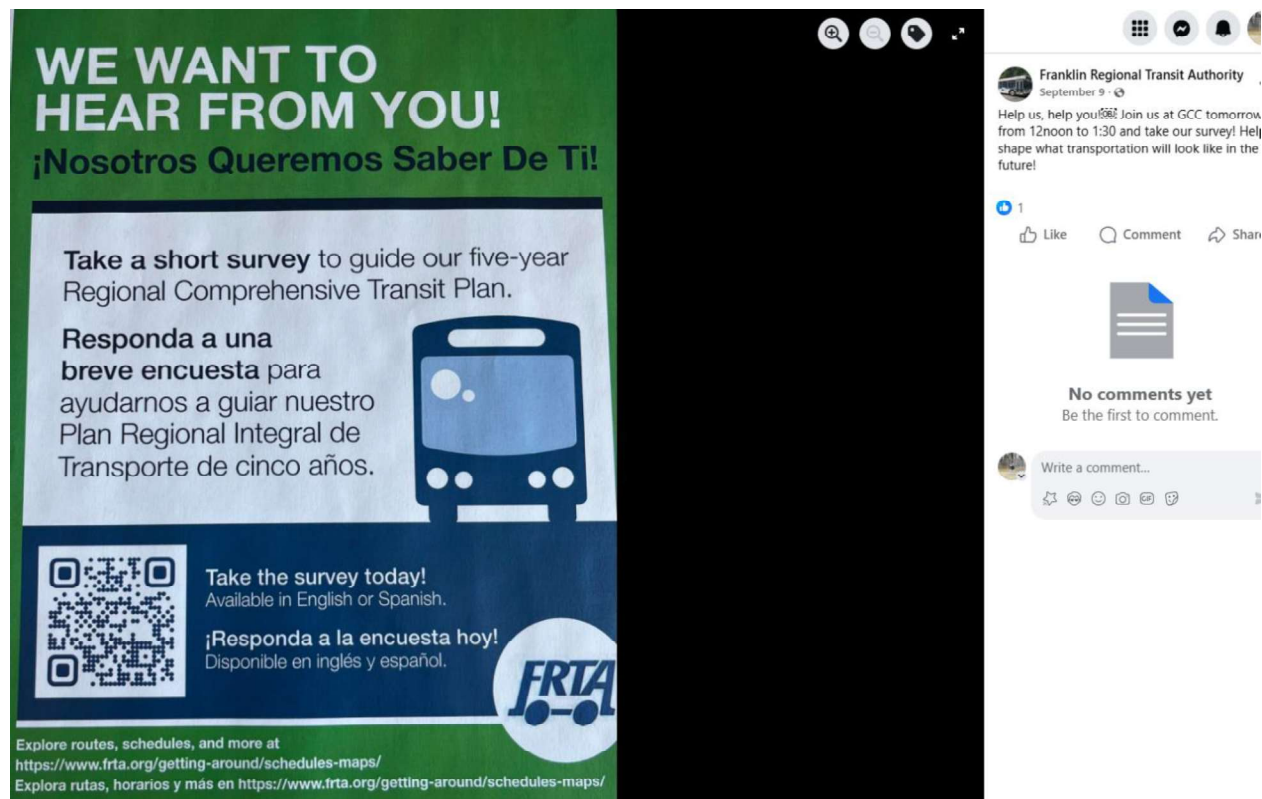 WE WANT TO
HEAR FROM YOU!
¡Nosotros Queremos Saber De Ti!
Take a short survey to guide our five-year
Regional Comprehensive Transit Plan.
Responda a una
breve encuesta para
ayudarnos a guiar nuestro
Plan Regional Integral de
Transporte de cinco años.
Take the survey today!
Available in English or Spanish.
¡Responda a la encuesta hoy!
Disponible en inglés y español.
FRTA
Explore routes, schedules, and more at
https://www.frta.org/getting-around/schedules-maps/
Explora rutas, horarios y más en https://www.frta.org/getting-around/schedules-maps/
Franklin Regional Transit Authority
September 9 ·
Help us, help you! Join us at GCC tomorrow
from 12noon to 1:30 and take our survey! Help
shape what transportation will look like in the
future!
1
Like Comment Share
No comments yet
Be the first to comment.
Write a comment...
GIF